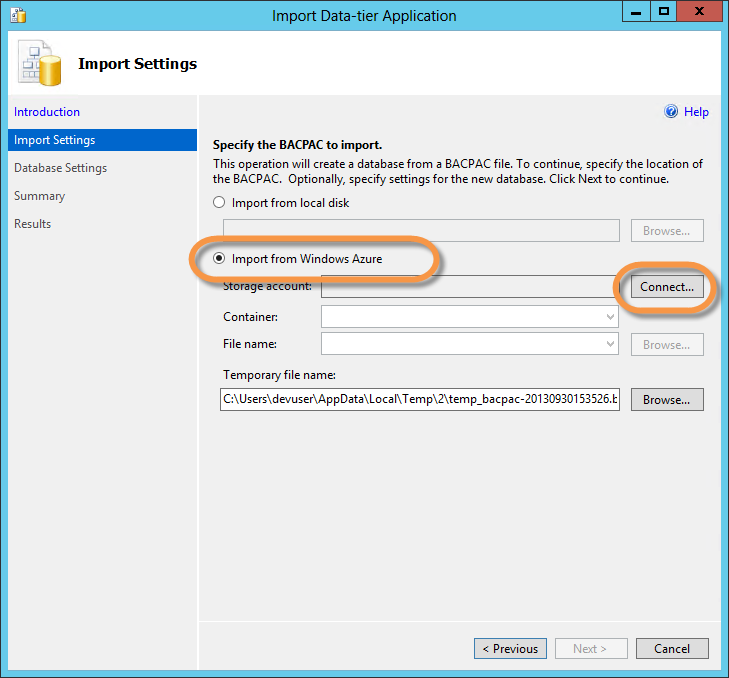 Import Data-tier Application
X
Import Settings
Introduction
Import Settings
Database Settings
Summary
Results
? Help
Specify the BACPAC to import.
This operation will create a database from a BACPAC file. To continue, specify the location of
the BACPAC.  Optionally, specify settings for the new database. Click Next to continue.
Import from local disk
Browse...
Import from Windows Azure
Storage account:
Connect...
Container:
File name:
Browse...
Temporary file name:
C:\Users\devuser\AppData\Local\Temp\2\temp_bacpac-20130930153526.b
Browse...
< Previous
Next >
Cancel